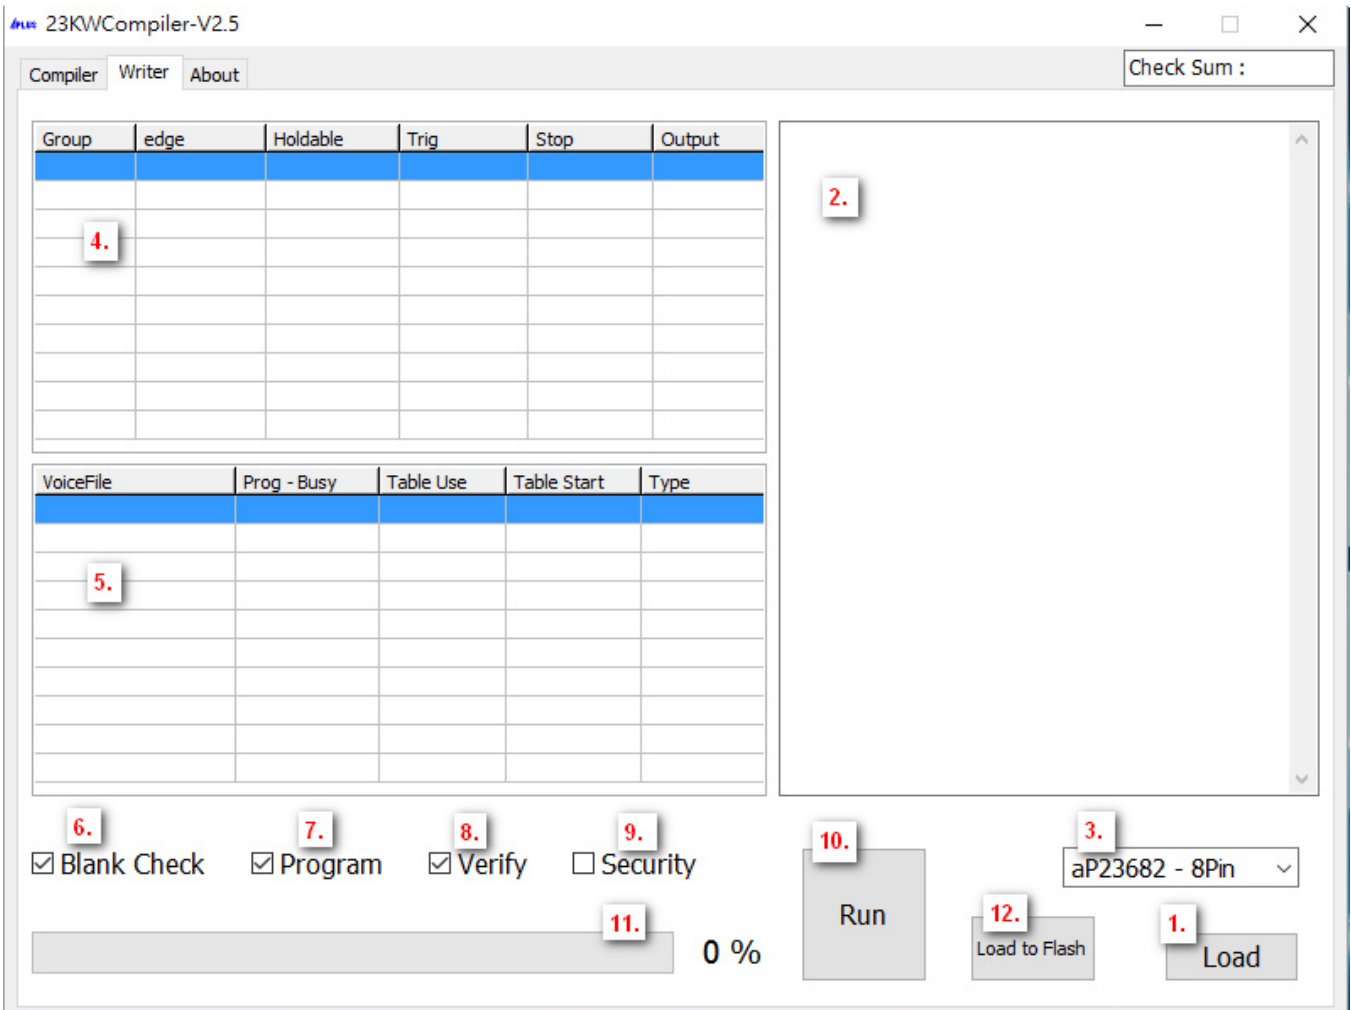 aPLUS 23KWCompiler-V2.5
Compiler Writer About
Check Sum :
Group edge Holdable Trig Stop Output
2.
4.
VoiceFile Prog - Busy Table Use Table Start Type
5.
6. 7. 8. 9. 10. 3.
Blank Check Program Verify Security
aP23682 - 8Pin
Run
11. 12. 1.
0 %
Load to Flash
Load